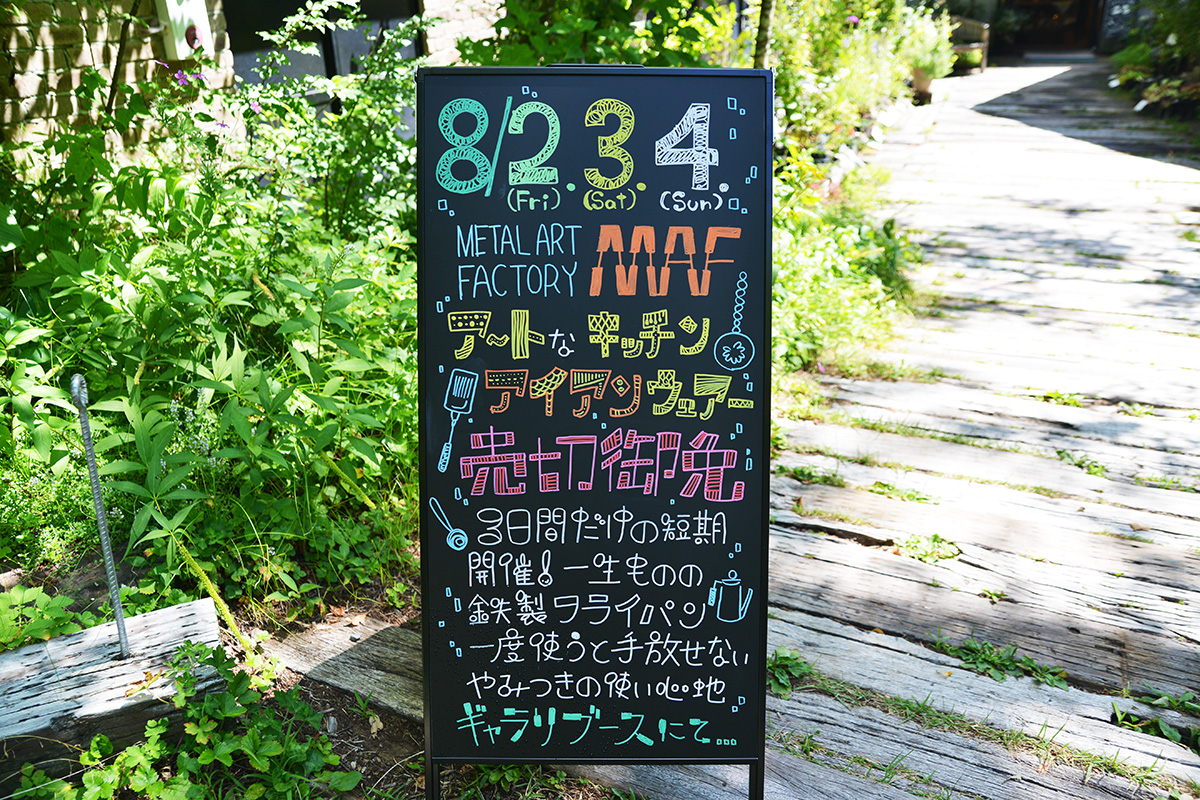 8/2. 3. 4.
(Fri) (Sat) (Sun)
METAL ART MAF
FACTORY
アートなキッチン
アイアンウェアー
売切御免
3日間だけの短期
開催!一生ものの
鉄製フライパン
一度使うと手放せない
やみつきの使い心地
ギャラリブースにて...